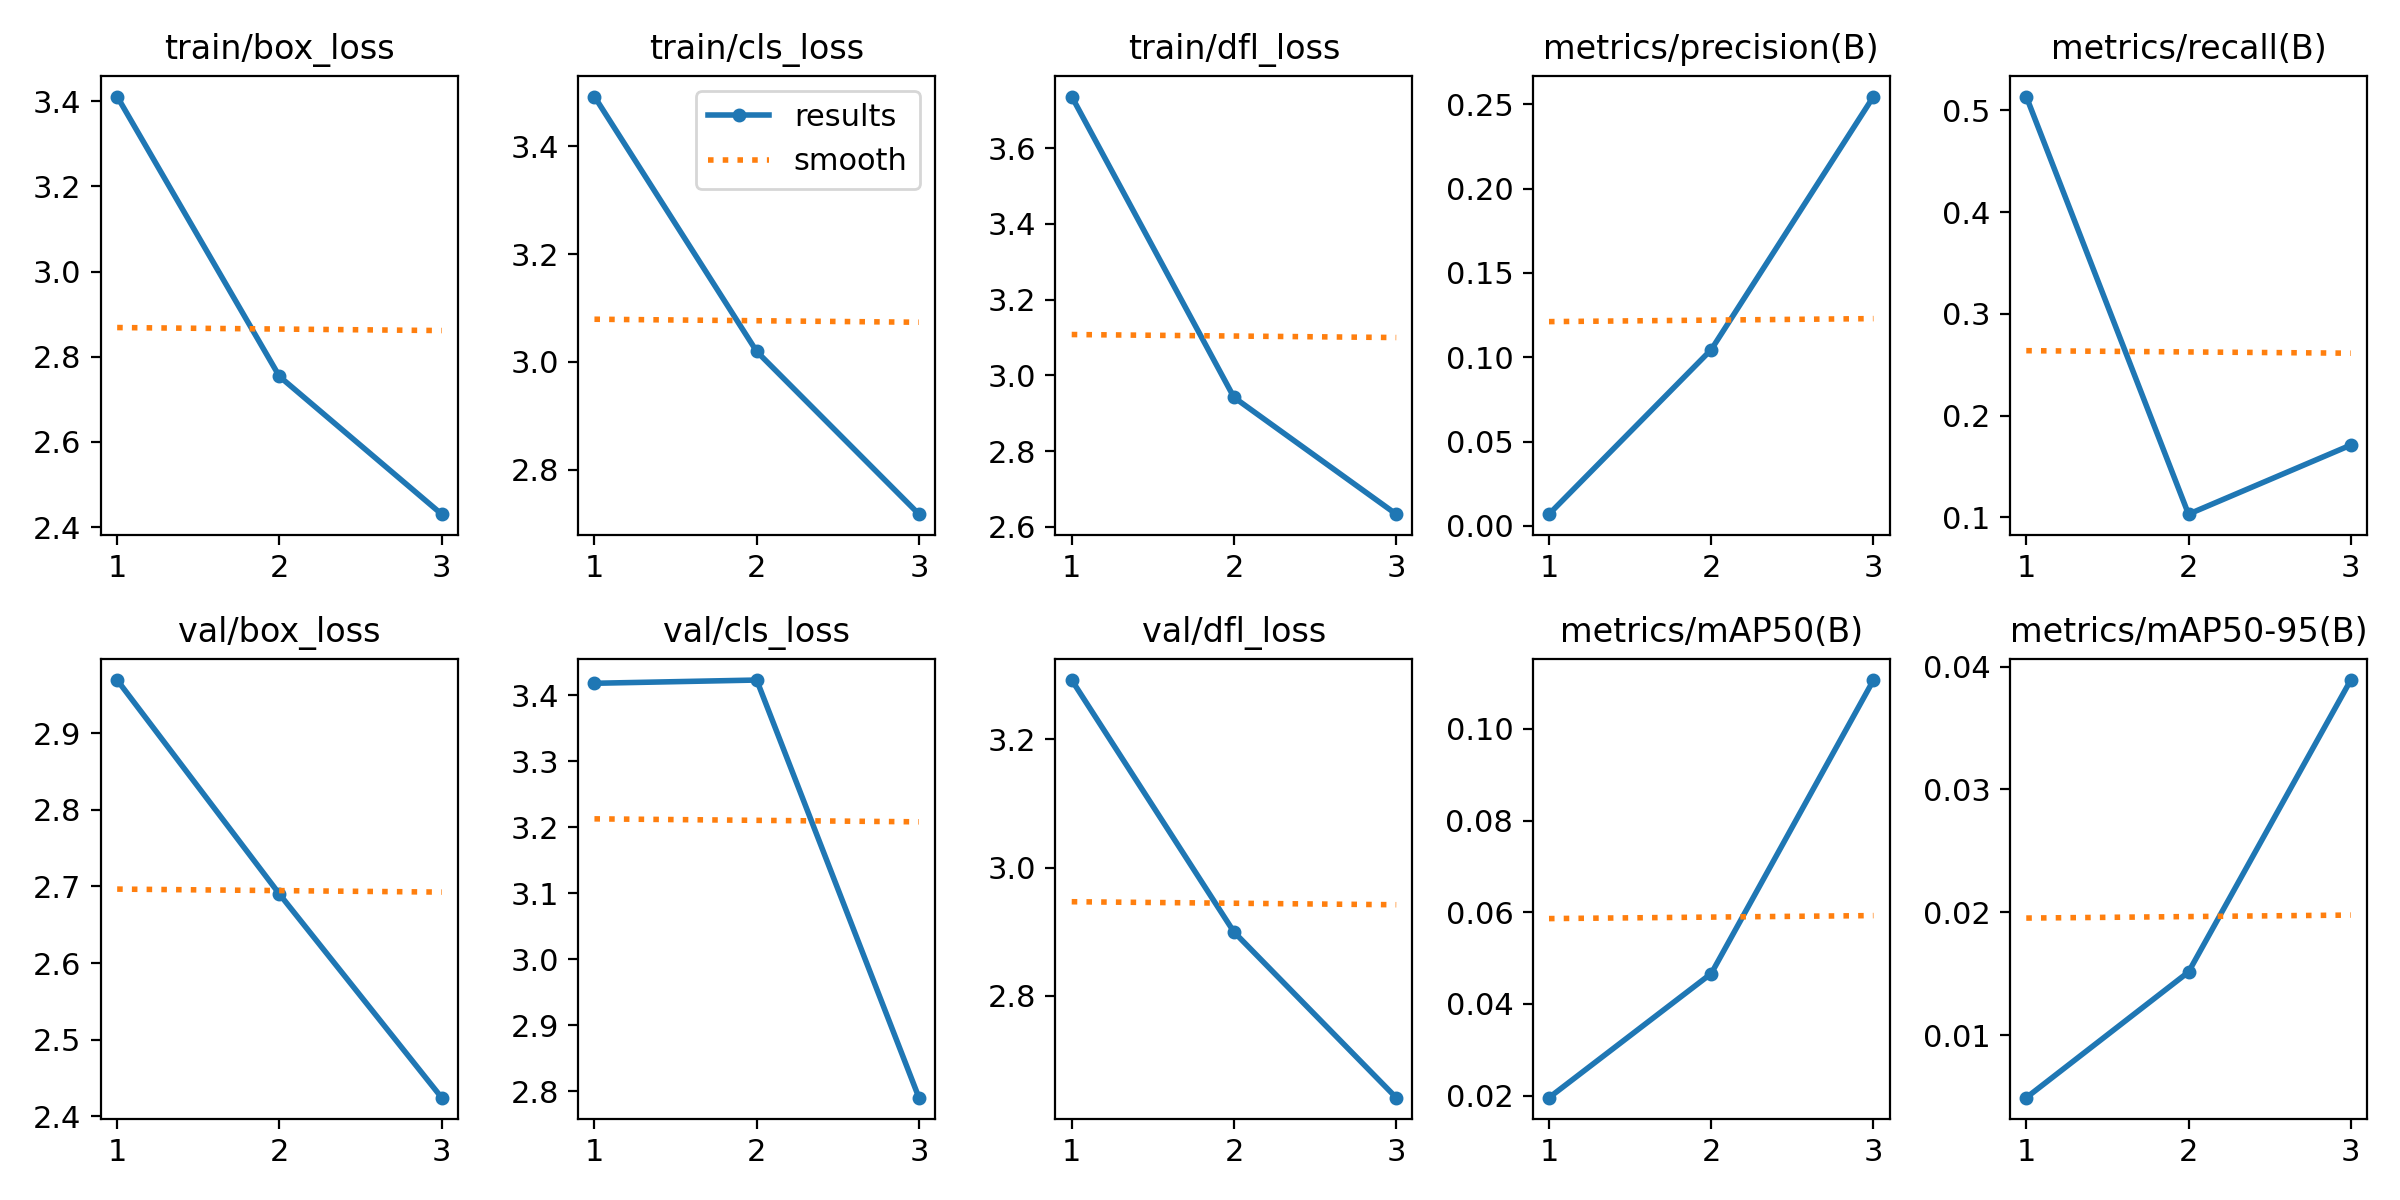 train/box_loss
3.4
3.2
3.0
2.8
2.6
2.4
1 2 3
train/cls_loss
results
smooth
3.4
3.2
3.0
2.8
1 2 3
train/dfl_loss
3.6
3.4
3.2
3.0
2.8
2.6
1 2 3
metrics/precision(B)
0.25
0.20
0.15
0.10
0.05
0.00
1 2 3
metrics/recall(B)
0.5
0.4
0.3
0.2
0.1
1 2 3
val/box_loss
2.9
2.8
2.7
2.6
2.5
2.4
1 2 3
val/cls_loss
3.4
3.3
3.2
3.1
3.0
2.9
2.8
1 2 3
val/dfl_loss
3.2
3.0
2.8
1 2 3
metrics/mAP50(B)
0.10
0.08
0.06
0.04
0.02
1 2 3
metrics/mAP50-95(B)
0.04
0.03
0.02
0.01
1 2 3